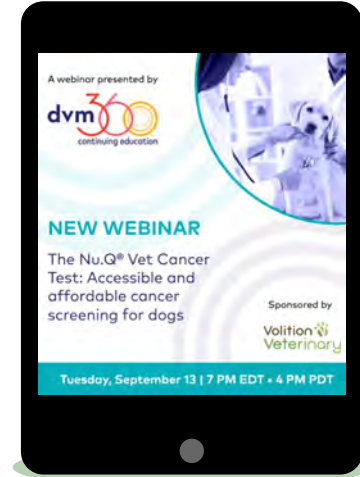 A webinar presented by
dvm360
continuing education
NEW WEBINAR
The Nu.Q® Vet Cancer
Test: Accessible and
affordable cancer
screening for dogs
Sponsored by
Volition
Veterinary
Tuesday, September 13 | 7 PM EDT • 4 PM PDT